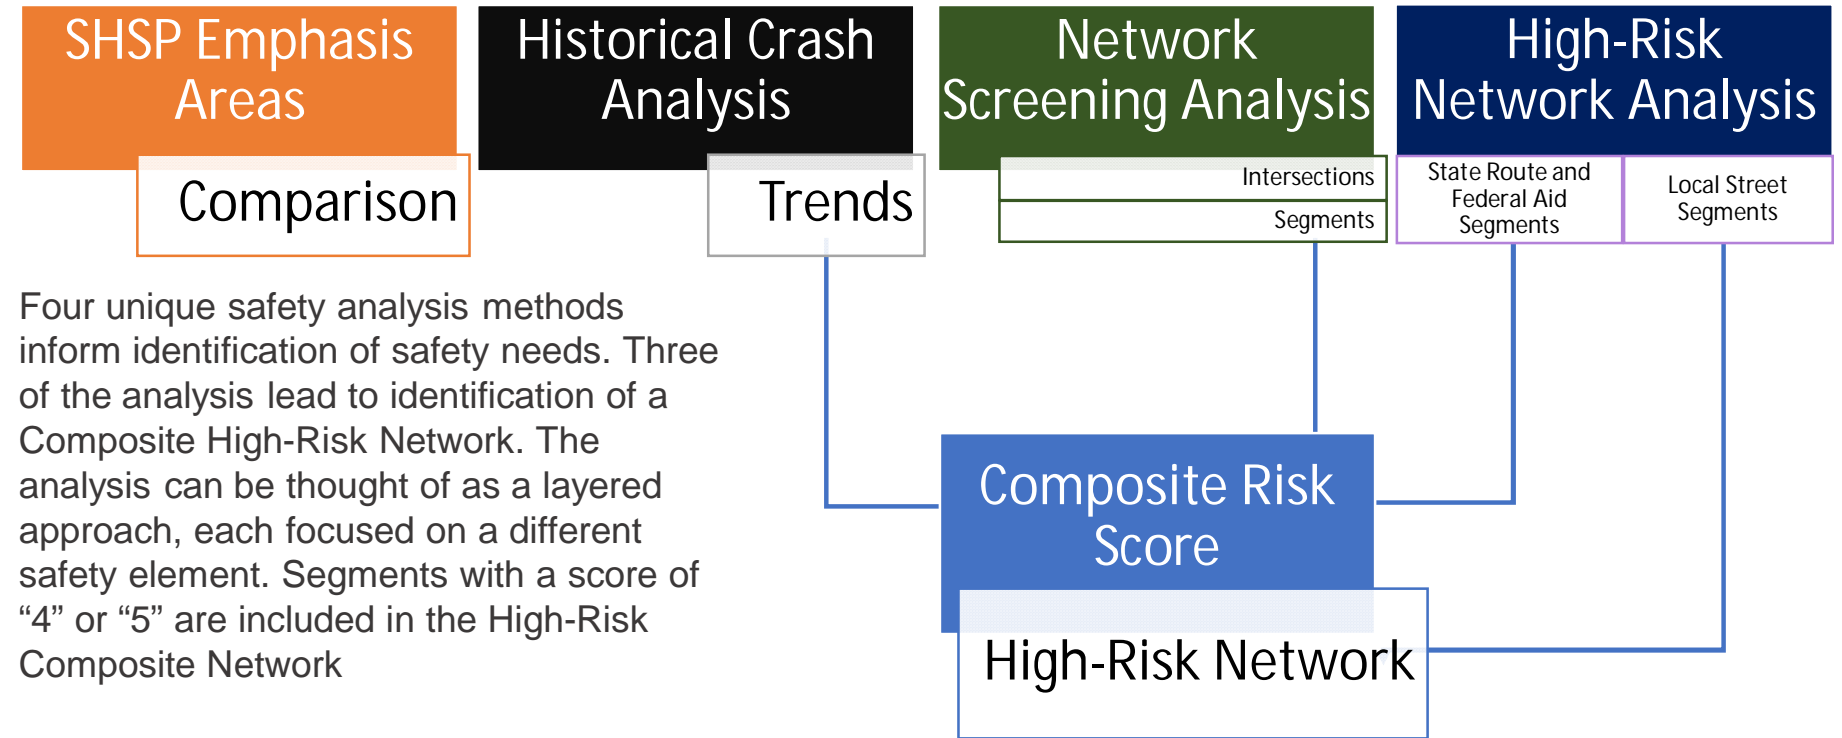 SHSP Emphasis
Areas
Comparison
Historical Crash
Analysis
Trends
Network
Screening Analysis
Intersections
Segments
High-Risk
Network Analysis
State Route and
Federal Aid
Segments
Local Street
Segments
Four unique safety analysis methods
inform identification of safety needs. Three
of the analysis lead to identification of a
Composite High-Risk Network. The
analysis can be thought of as a layered
approach, each focused on a different
safety element. Segments with a score of
“4” or “5” are included in the High-Risk
Composite Network
Composite Risk
Score
High-Risk Network